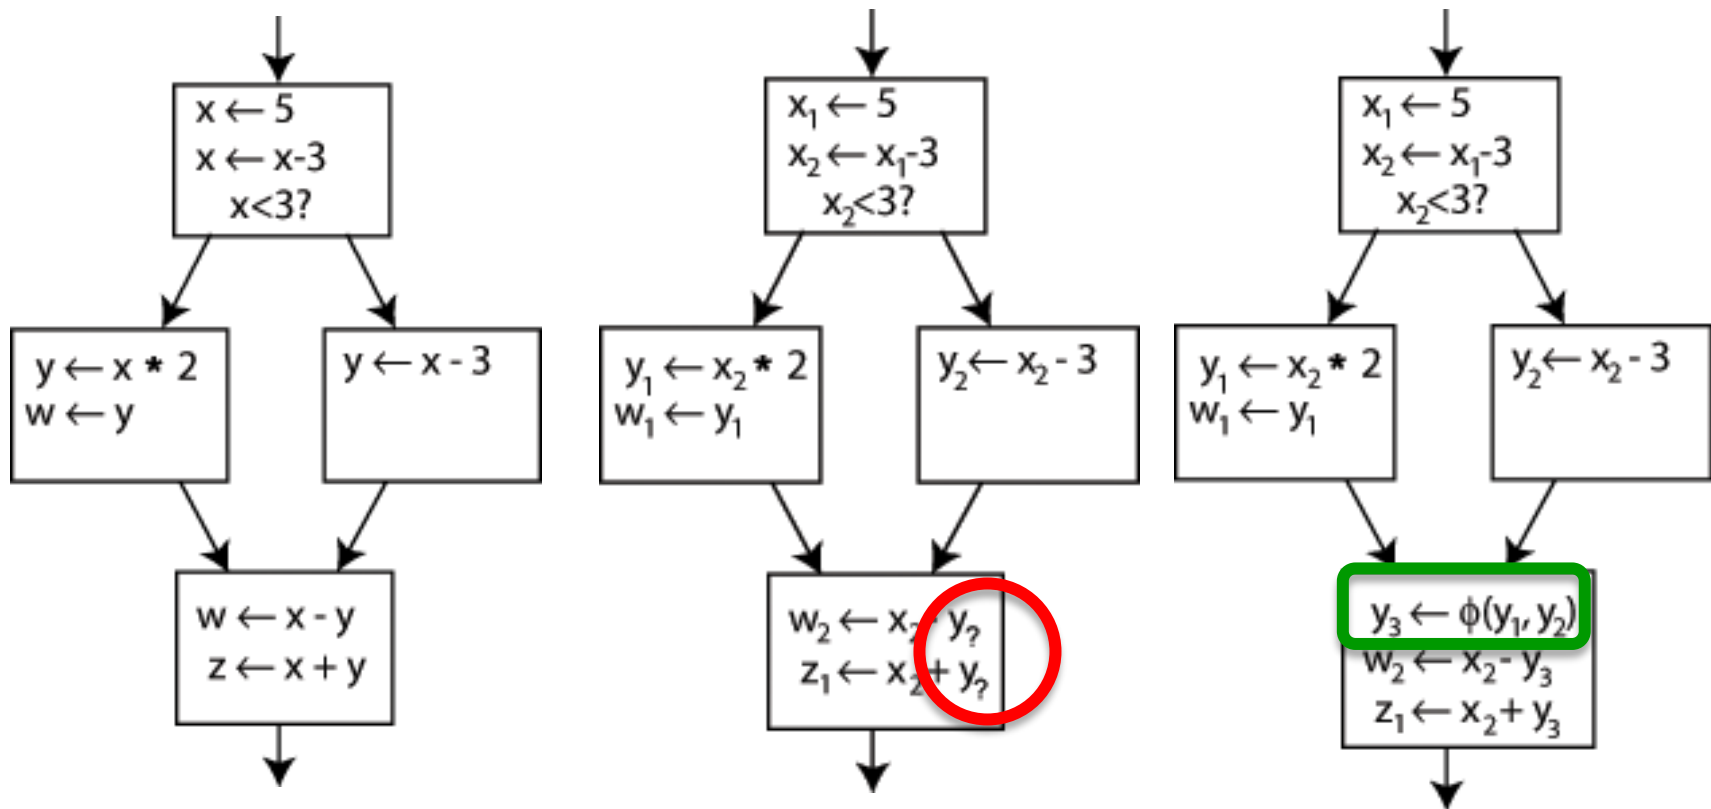 x ← 5
x ← x-3
x<3?
y ← x * 2
w ← y
y ← x - 3
w ← x - y
z ← x + y
x₁ ← 5
x₂ ← x₁-3
x₂<3?
y₁ ← x₂ * 2
w₁ ← y₁
y₂ ← x₂ - 3
w₂ ← x₂ - y?
z₁ ← x₂ + y?
x₁ ← 5
x₂ ← x₁-3
x₂<3?
y₁ ← x₂ * 2
w₁ ← y₁
y₂ ← x₂ - 3
y₃ ← ϕ(y₁, y₂)
w₂ ← x₂ - y₃
z₁ ← x₂ + y₃